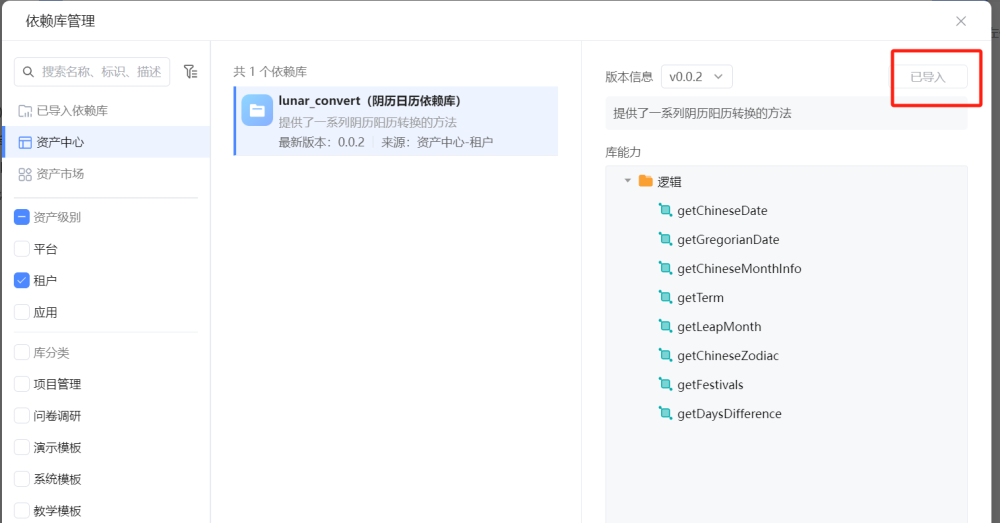 依赖库管理
搜索名称、标识、描述
已导入依赖库
资产中心
资产市场
资产级别
平台
租户
应用
库分类
项目管理
问卷调研
演示模板
系统模板
教学模板
共 1 个依赖库
lunar_convert（阴历日历依赖库）
提供了一系列阴历阳历转换的方法
最新版本：0.0.2 来源：资产中心-租户
版本信息 v0.0.2 已导入
提供了一系列阴历阳历转换的方法
库能力
逻辑
getChineseDate
getGregorianDate
getChineseMonthInfo
getTerm
getLeapMonth
getChineseZodiac
getFestivals
getDaysDifference